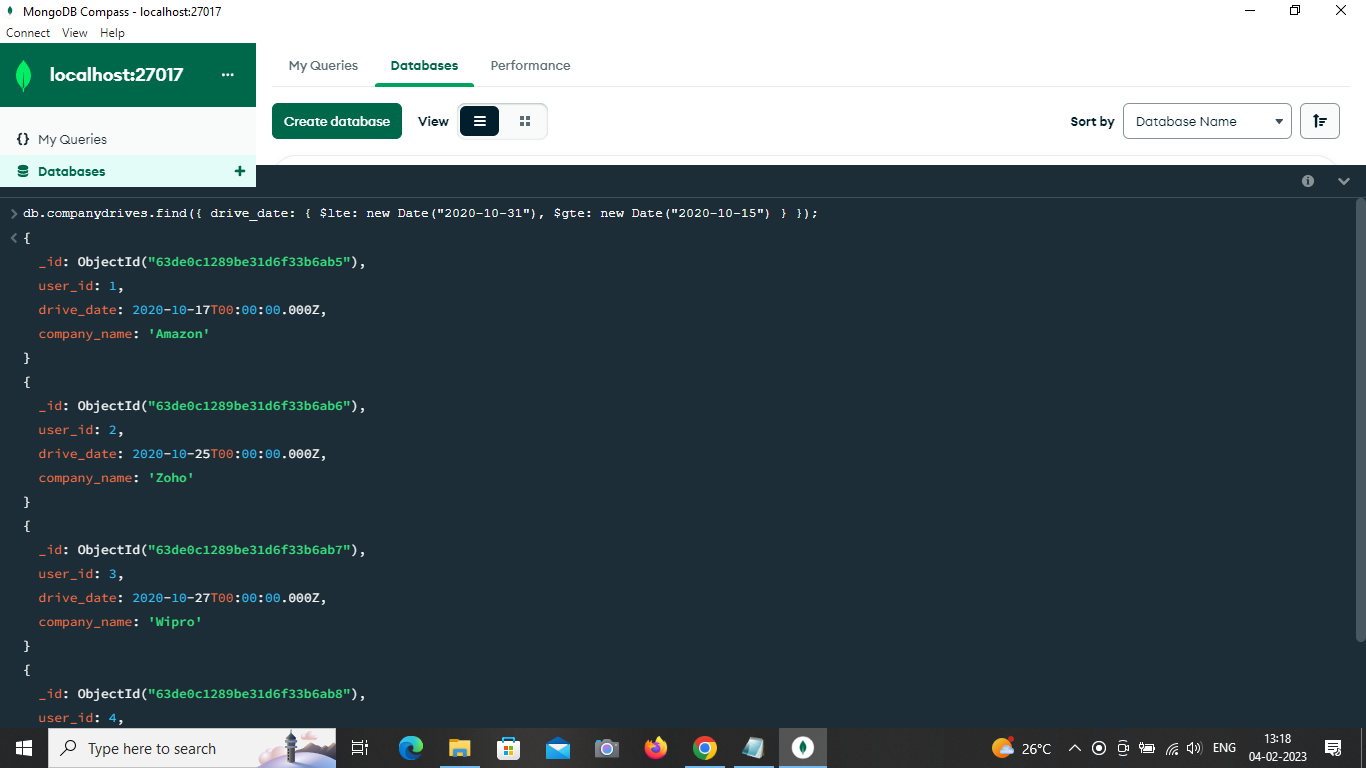 MongoDB Compass - localhost:27017
Connect View Help
localhost:27017 ...
My Queries Databases Performance
Create database View Sort by Database Name
{} My Queries
Databases +
> db.companydrives.find({ drive_date: { $lte: new Date("2020-10-31"), $gte: new Date("2020-10-15") } });
< {
_id: ObjectId("63de0c1289be31d6f33b6ab5"),
user_id: 1,
drive_date: 2020-10-17T00:00:00.000Z,
company_name: 'Amazon'
}
{
_id: ObjectId("63de0c1289be31d6f33b6ab6"),
user_id: 2,
drive_date: 2020-10-25T00:00:00.000Z,
company_name: 'Zoho'
}
{
_id: ObjectId("63de0c1289be31d6f33b6ab7"),
user_id: 3,
drive_date: 2020-10-27T00:00:00.000Z,
company_name: 'Wipro'
}
{
_id: ObjectId("63de0c1289be31d6f33b6ab8"),
user_id: 4,
Type here to search 26°C ENG 13:18
04-02-2023